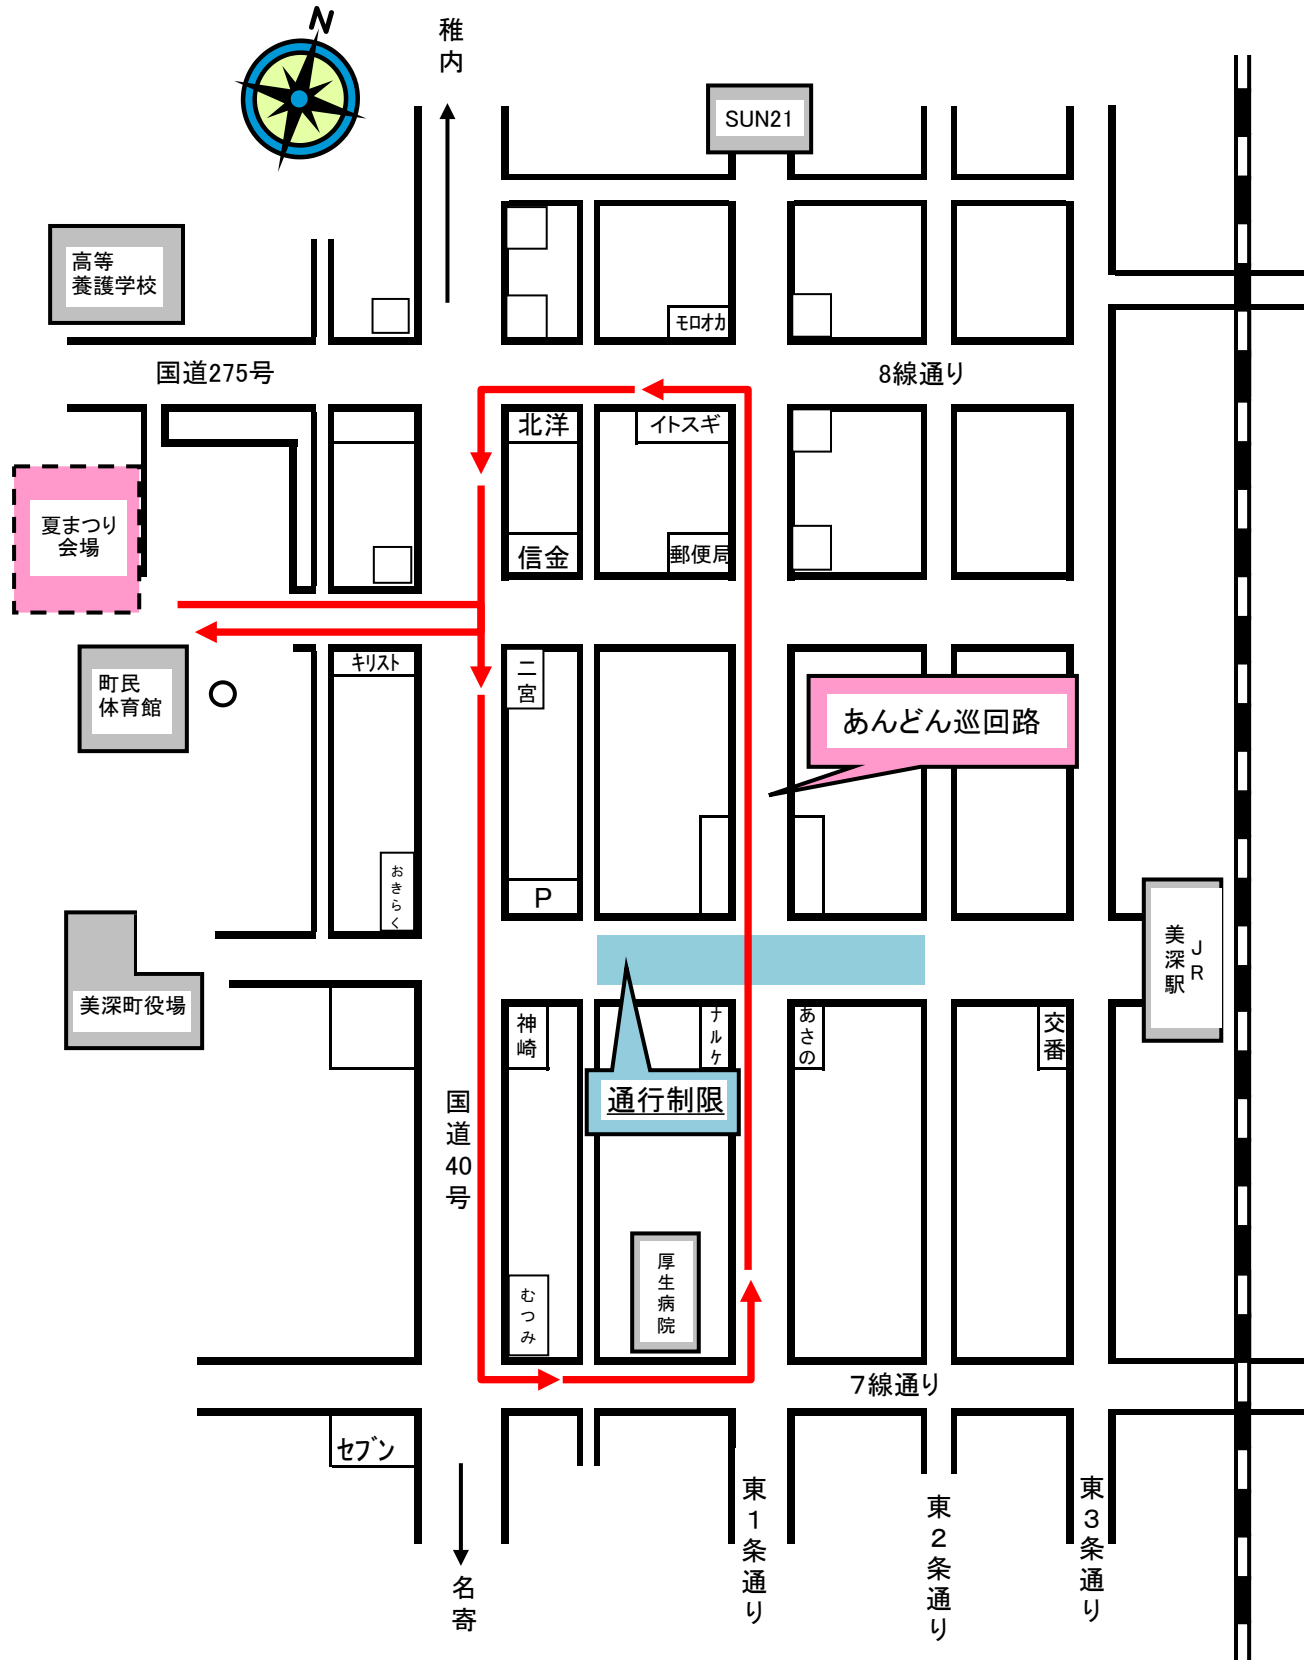 N
稚内
SUN21
高等
養護学校
モロオカ
国道275号
8線通り
北洋
イトスギ
夏まつり
会場
信金
郵便局
キリスト
二宮
町民
体育館
あんどん巡回路
おきらく
P
美深駅
JR
美深町役場
神崎
ナルケ
あさの
交番
通行制限
国道40号
厚生病院
むつみ
7線通り
セブン
東1条通り
東2条通り
東3条通り
名寄